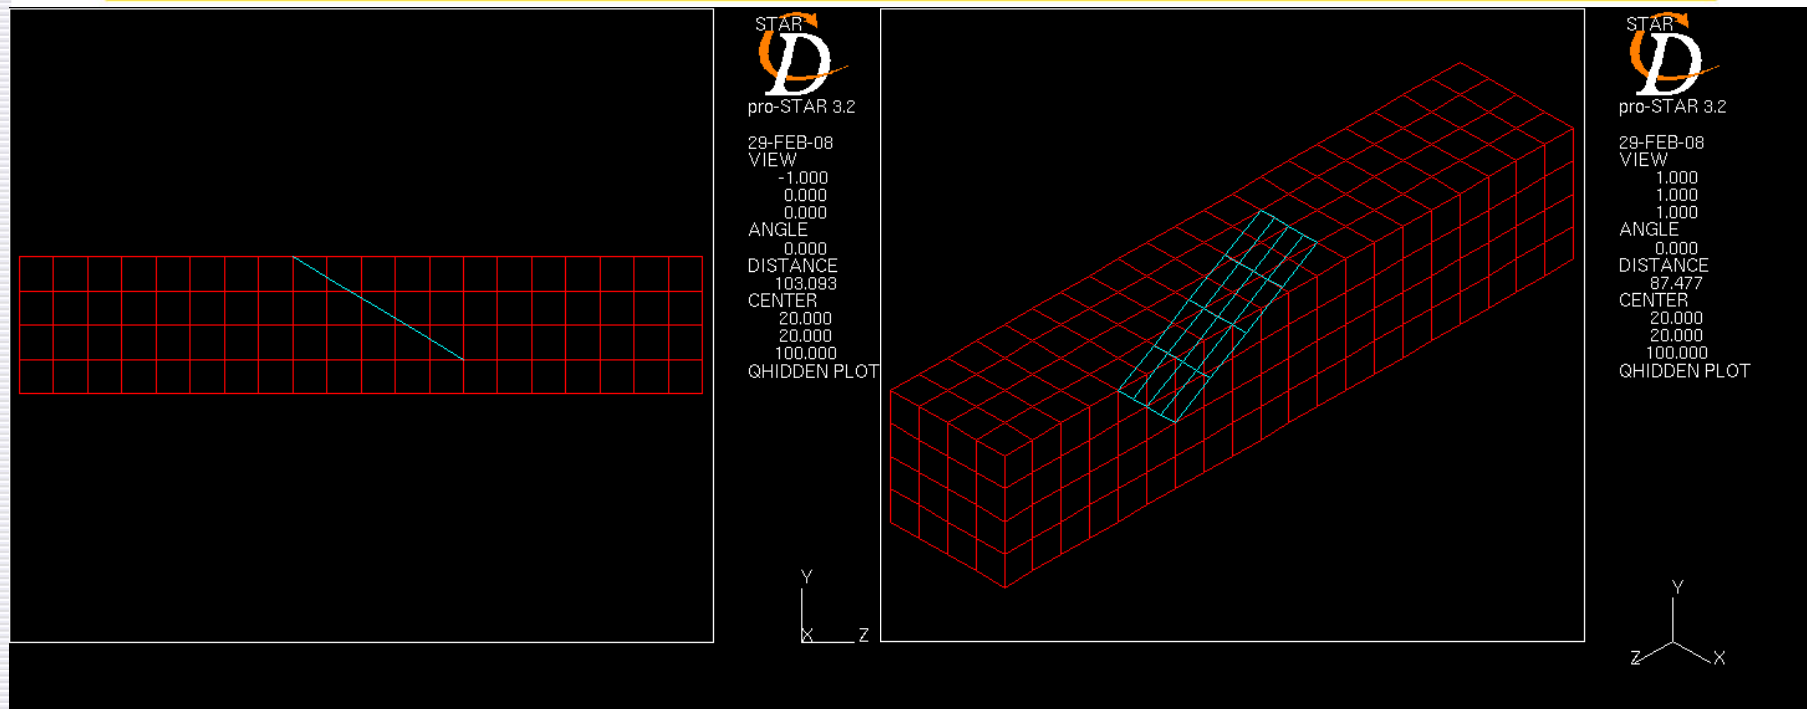 STAR
CD
pro-STAR 3.2
29-FEB-08
VIEW
-1.000
0.000
0.000
ANGLE
0.000
DISTANCE
103.093
CENTER
20.000
20.000
100.000
QHIDDEN PLOT
Y
X Z
STAR
CD
pro-STAR 3.2
29-FEB-08
VIEW
1.000
1.000
1.000
ANGLE
0.000
DISTANCE
87.477
CENTER
20.000
20.000
100.000
QHIDDEN PLOT
Y
Z X